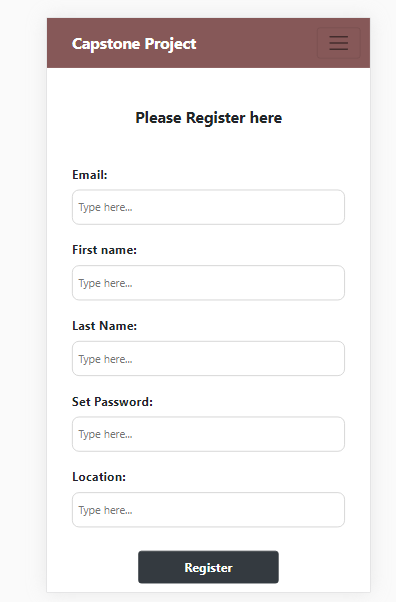 Capstone Project
Please Register here
Email:
Type here...
First name:
Type here...
Last Name:
Type here...
Set Password:
Type here...
Location:
Type here...
Register